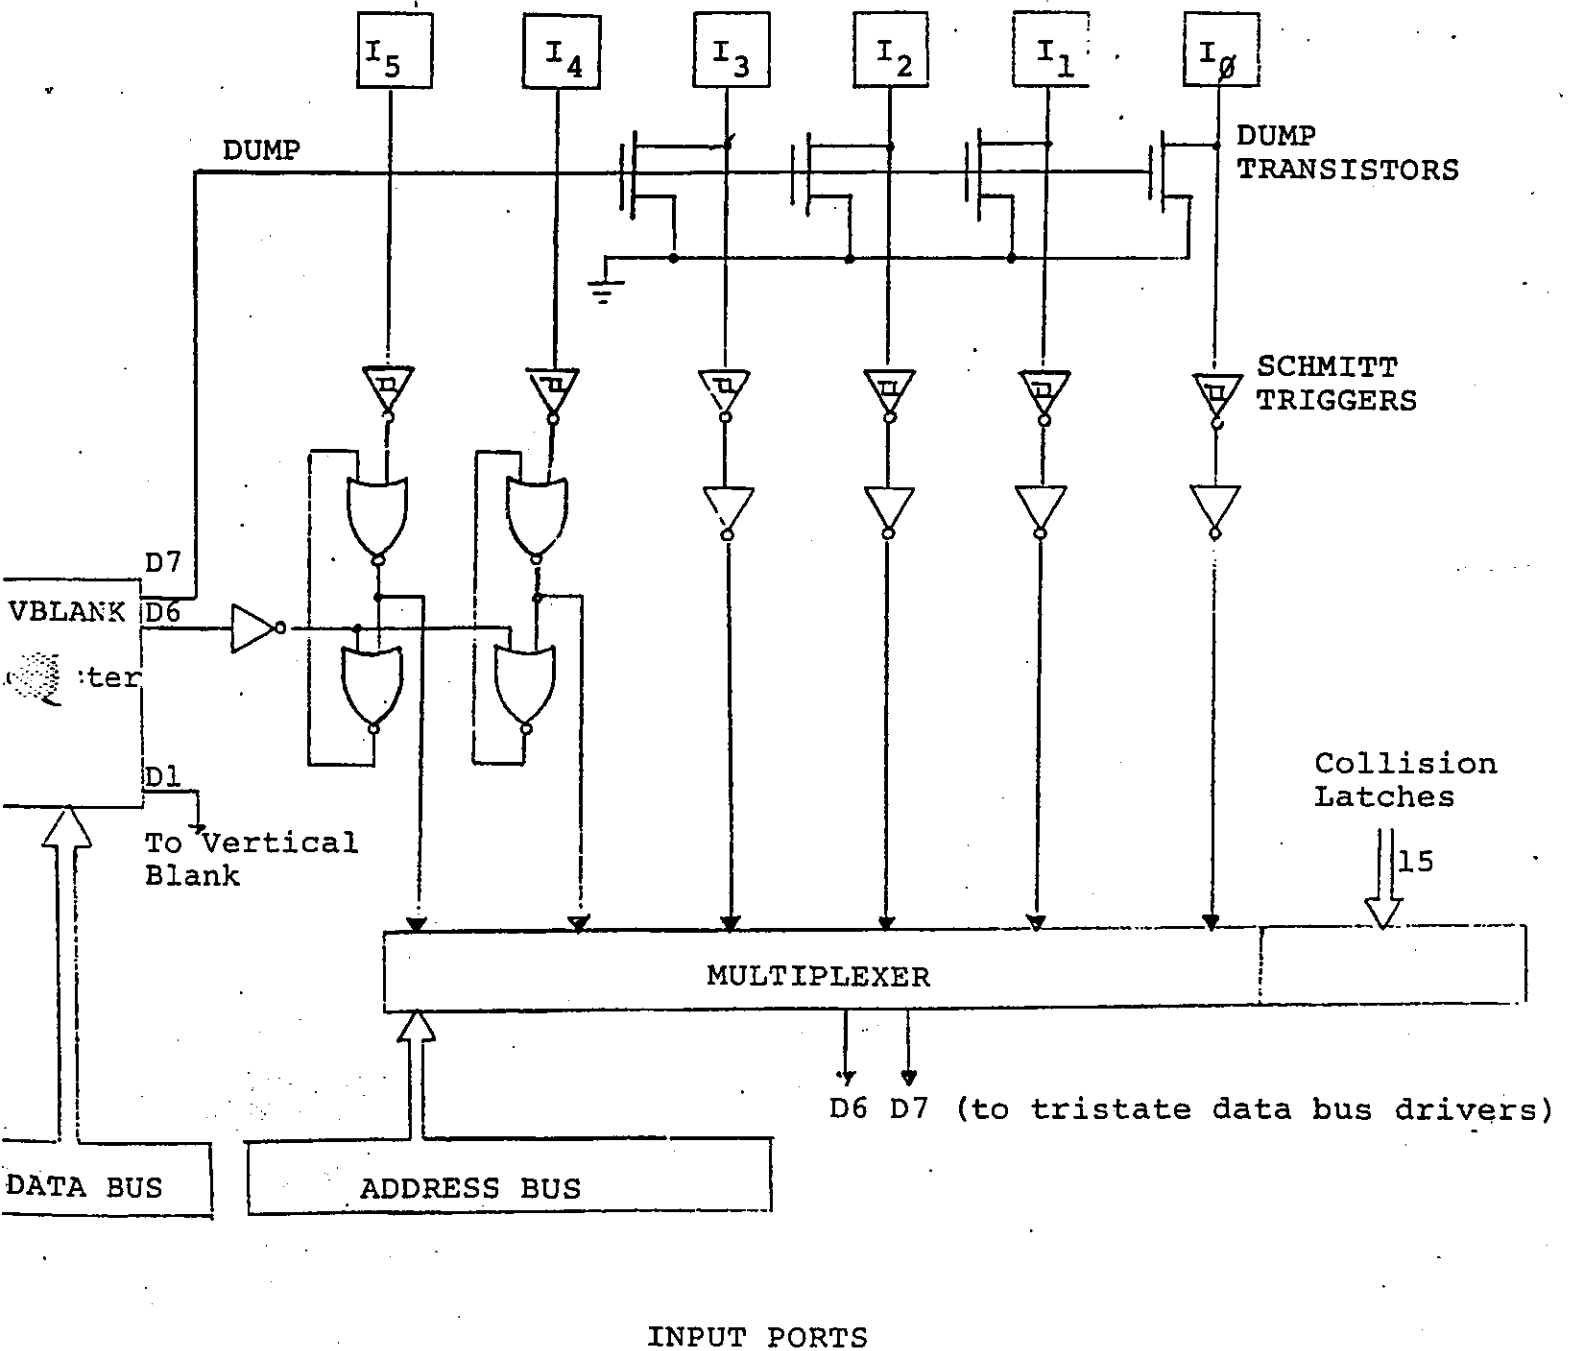 I5 I4 I3 I2 I1 IØ
DUMP
DUMP
TRANSISTORS
SCHMITT
TRIGGERS
D7
VBLANK
D6
D1
To Vertical
Blank
Collision
Latches
15
MULTIPLEXER
D6 D7 (to tristate data bus drivers)
DATA BUS
ADDRESS BUS
INPUT PORTS